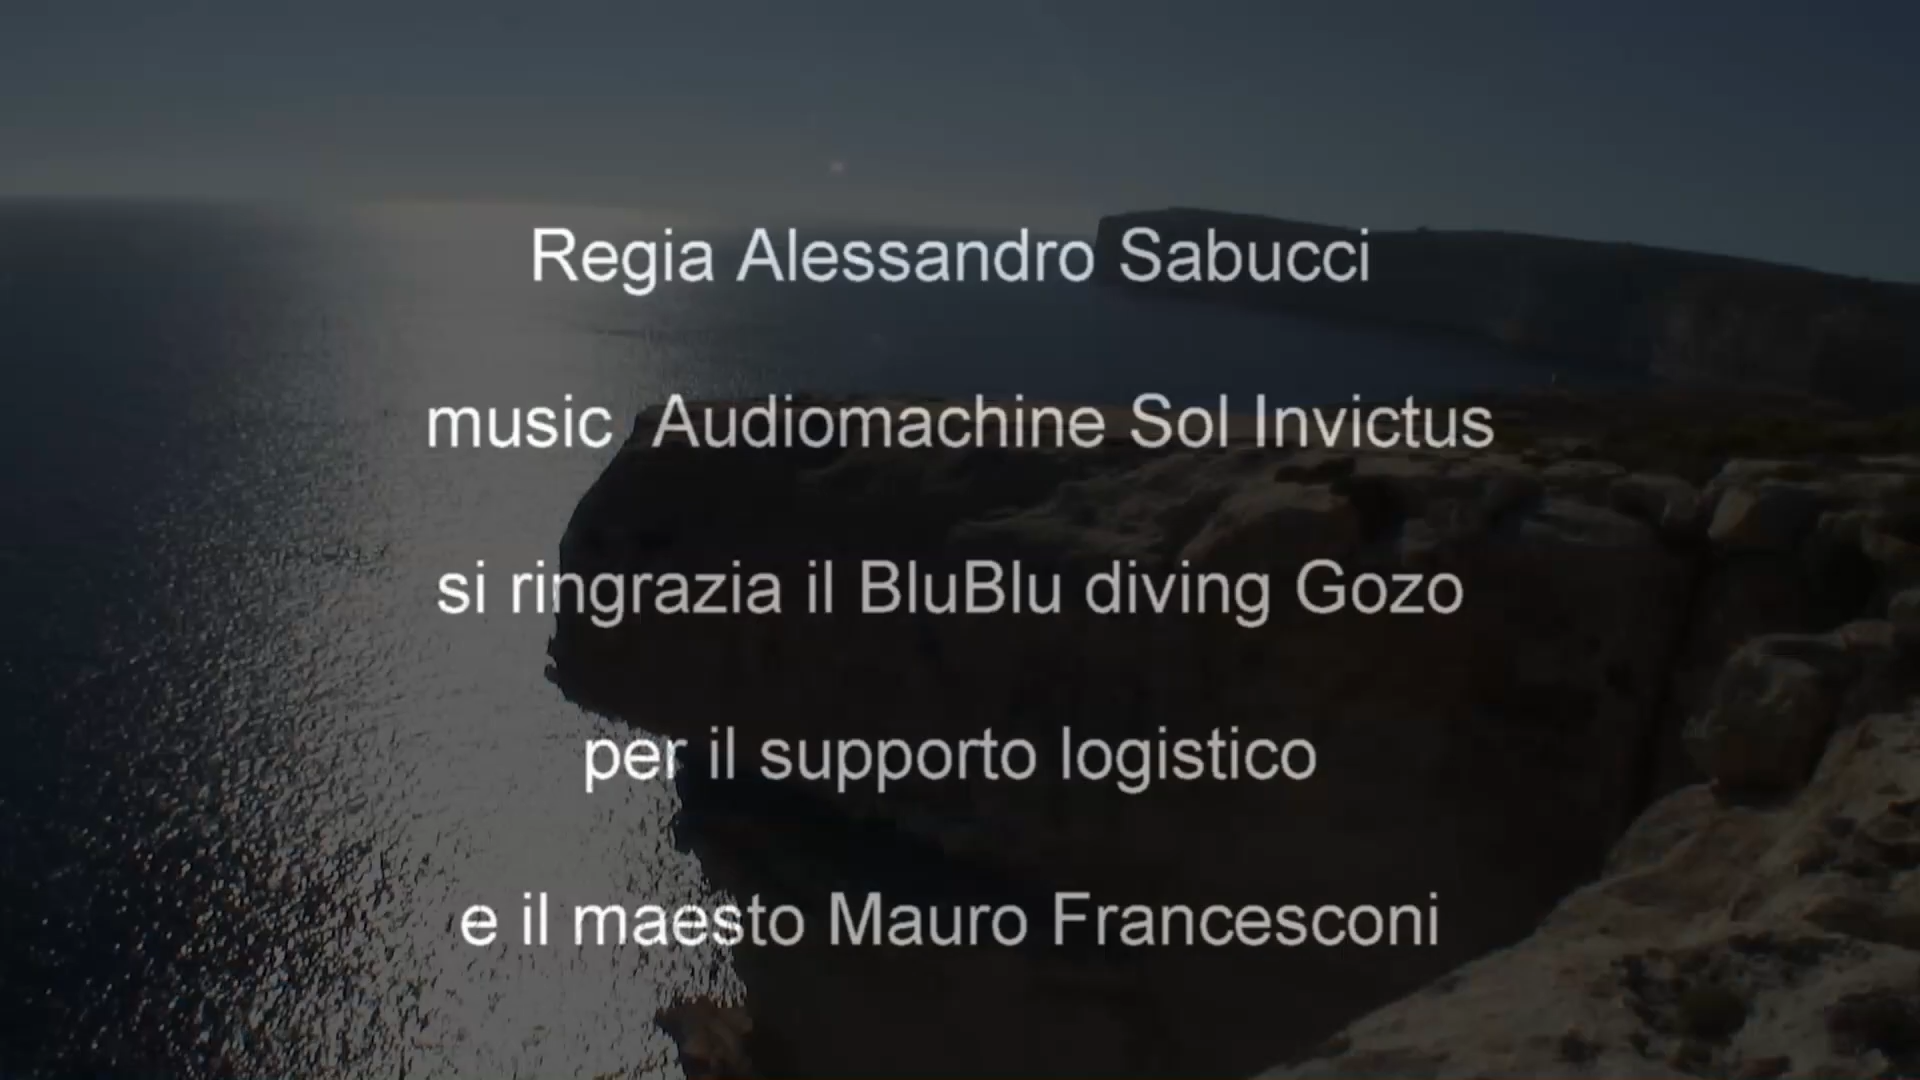 Regia Alessandro Sabucci
music Audiomachine Sol Invictus
si ringrazia il BluBlu diving Gozo
per il supporto logistico
e il maesto Mauro Francesconi